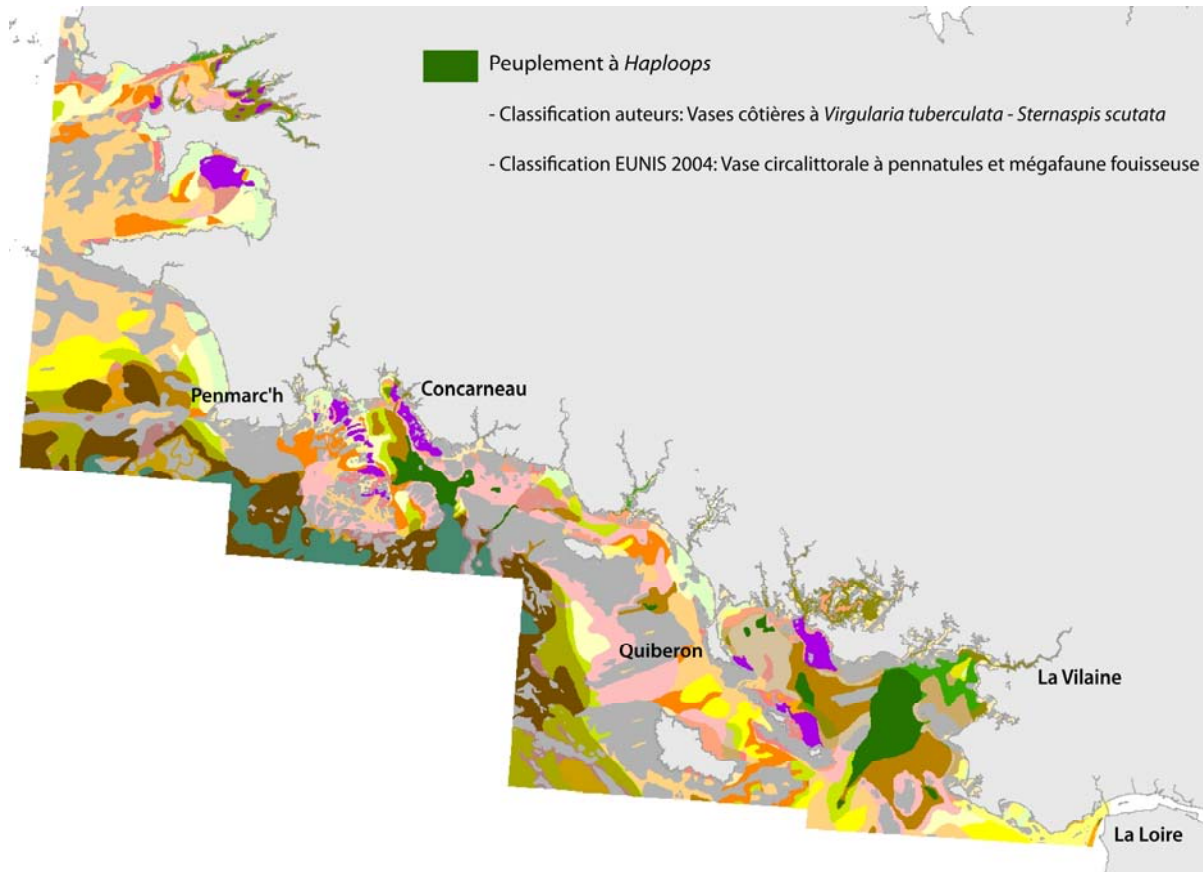 Peuplement à Haploops
- Classification auteurs: Vases côtières à Virgularia tuberculata - Sternaspis scutata
- Classification EUNIS 2004: Vase circalittorale à pennatules et mégafaune fouisseuse
Penmarc'h
Concarneau
Quiberon
La Vilaine
La Loire